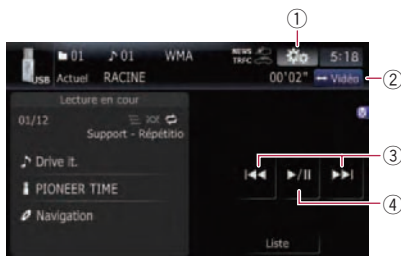 ①
01 01 WMA NEWS TRFC 5:18
②
USB Actuel RACINE 00'02" Vidéo
Lecture en cour
01/12
Support - Répétitio
③
Drive it.
PIONEER TIME
④
Navigation
Liste